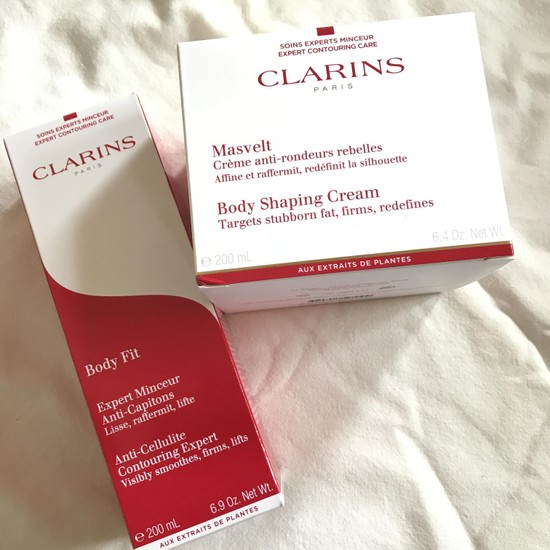 SOINS EXPERTS MINCEUR
EXPERT CONTOURING CARE
CLARINS
PARIS
Body Fit
Expert Minceur
Anti-Capitons
Lisse, raffermit, lifte
Anti-Cellulite
Contouring Expert
Visibly smoothes, firms, lifts
℮ 200 mL 6.9 Oz. Net Wt.
AUX EXTRAITS DE PLANTES
SOINS EXPERTS MINCEUR
EXPERT CONTOURING CARE
CLARINS
PARIS
Masvelt
Crème anti-rondeurs rebelles
Affine et raffermit, redéfinit la silhouette
Body Shaping Cream
Targets stubborn fat, firms, redefines
℮ 200 mL 6.4 Oz. Net Wt.
AUX EXTRAITS DE PLANTES